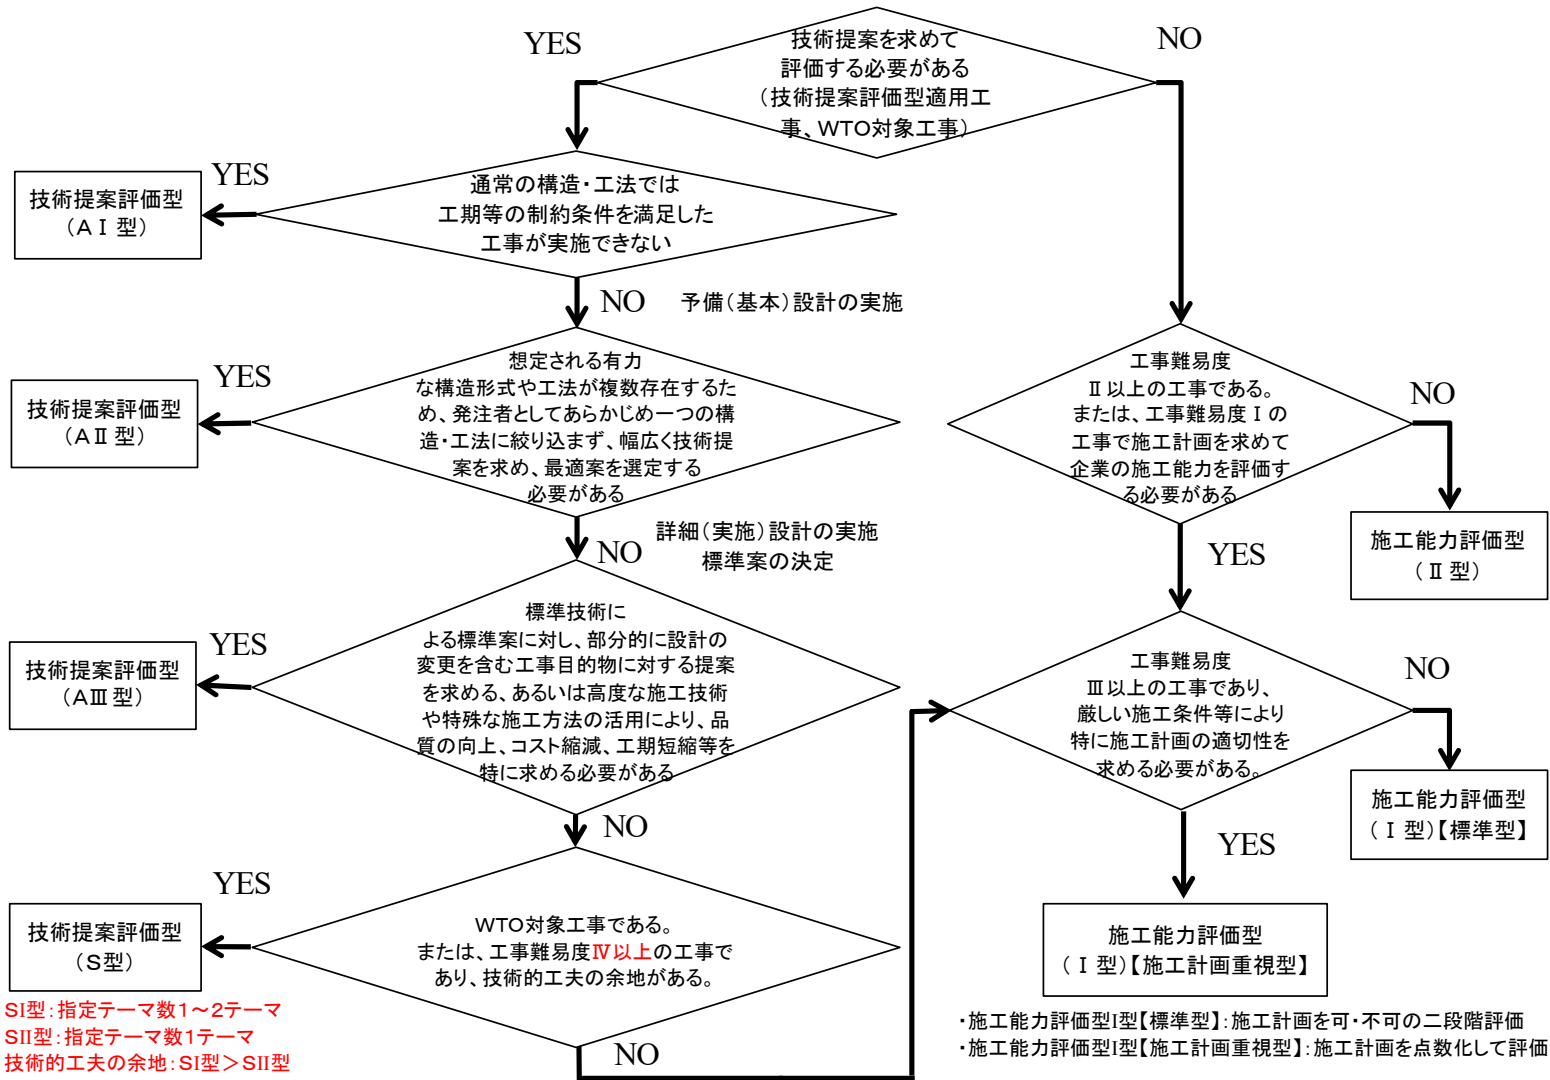 YES
技術提案を求めて
評価する必要がある
（技術提案評価型適用工
事、WTO対象工事）
NO
YES
技術提案評価型
（AⅠ型）
通常の構造・工法では
工期等の制約条件を満足した
工事が実施できない
NO
予備（基本）設計の実施
YES
技術提案評価型
（AⅡ型）
想定される有力
な構造形式や工法が複数存在するた
め、発注者としてあらかじめ一つの構
造・工法に絞り込まず、幅広く技術提
案を求め、最適案を選定する
必要がある
NO
詳細（実施）設計の実施
標準案の決定
YES
技術提案評価型
（AⅢ型）
標準技術に
よる標準案に対し、部分的に設計の
変更を含む工事目的物に対する提案
を求める、あるいは高度な施工技術
や特殊な施工方法の活用により、品
質の向上、コスト縮減、工期短縮等を
特に求める必要がある
NO
YES
技術提案評価型
（S型）
WTO対象工事である。
または、工事難易度Ⅳ以上の工事で
あり、技術的工夫の余地がある。
NO
SI型：指定テーマ数1～2テーマ
SII型：指定テーマ数1テーマ
技術的工夫の余地：SI型＞SII型
工事難易度
Ⅱ以上の工事である。
または、工事難易度Ⅰの
工事で施工計画を求めて
企業の施工能力を評価す
る必要がある
NO
施工能力評価型
（Ⅱ型）
YES
工事難易度
Ⅲ以上の工事であり、
厳しい施工条件等により
特に施工計画の適切性を
求める必要がある。
NO
施工能力評価型
（Ⅰ型）【標準型】
YES
施工能力評価型
（Ⅰ型）【施工計画重視型】
・施工能力評価型I型【標準型】：施工計画を可・不可の二段階評価
・施工能力評価型I型【施工計画重視型】：施工計画を点数化して評価